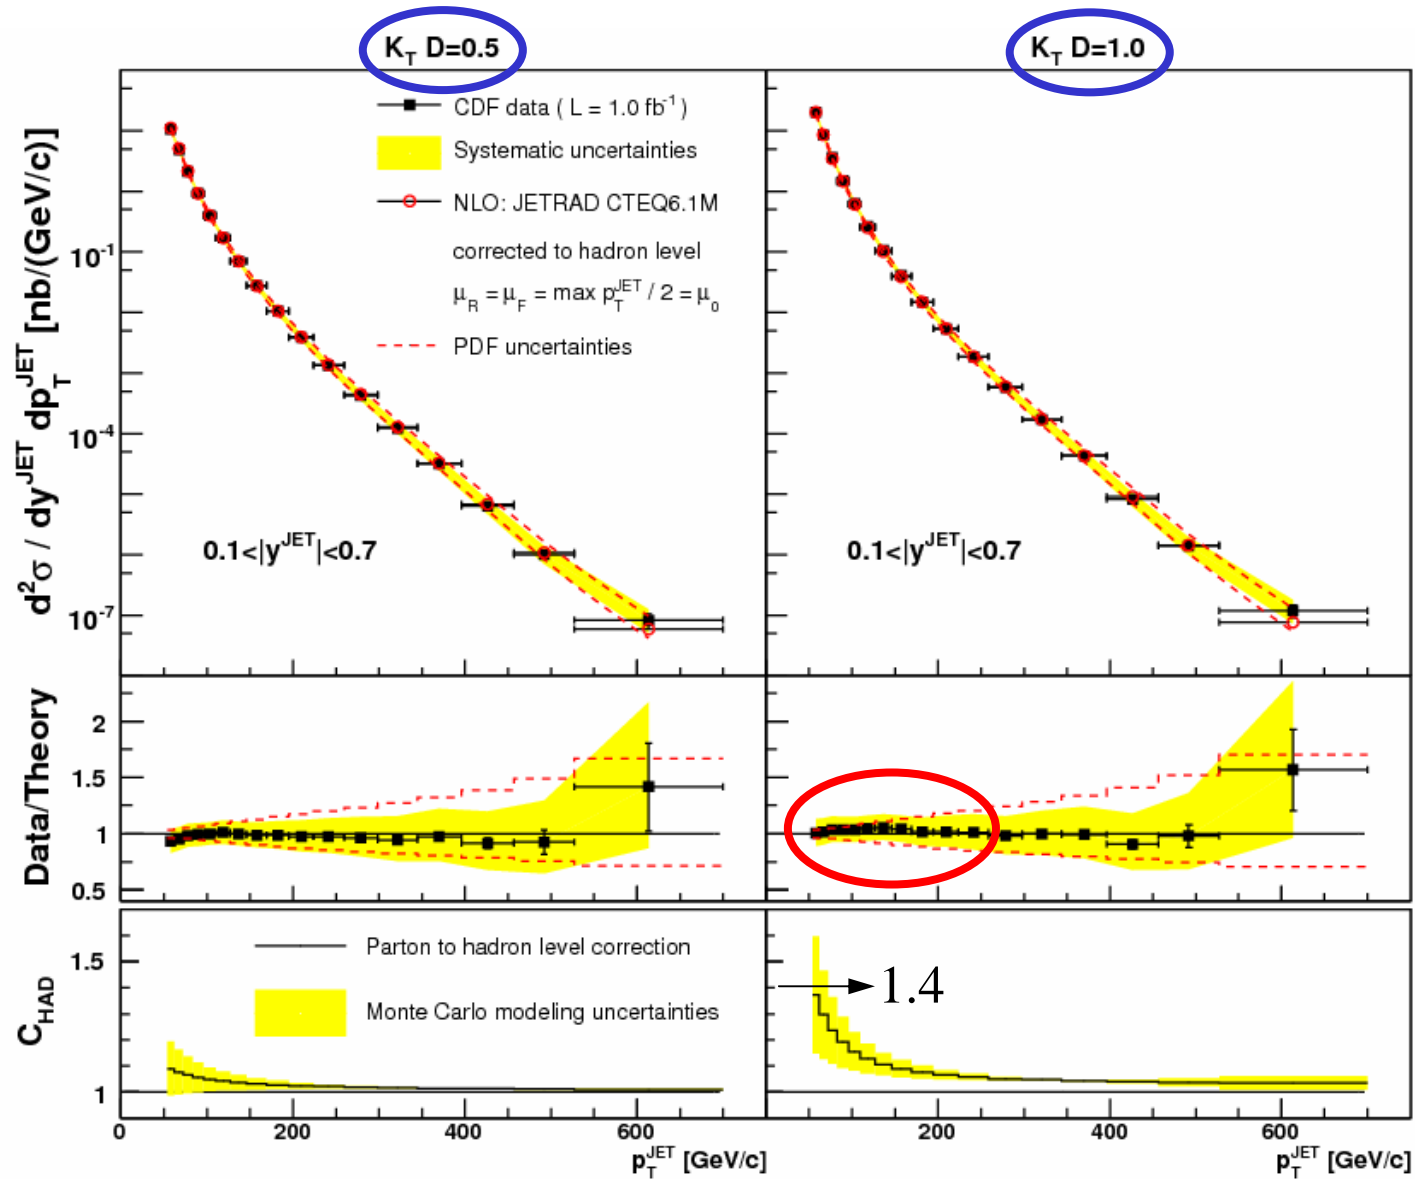 K_T D=0.5
K_T D=1.0
CDF data ( L = 1.0 fb⁻¹ )
Systematic uncertainties
NLO: JETRAD CTEQ6.1M
corrected to hadron level
μ_R = μ_F = max p_T^JET / 2 = μ_0
PDF uncertainties
d²σ / dy^JET dp_T^JET [nb/(GeV/c)]
10⁻¹
10⁻⁴
10⁻⁷
0.1<|y^JET|<0.7
0.1<|y^JET|<0.7
Data/Theory
2
1.5
1
0.5
Parton to hadron level correction
Monte Carlo modeling uncertainties
1.4
C_HAD
1.5
1
0 200 400 600
200 400 600
p_T^JET [GeV/c]
p_T^JET [GeV/c]